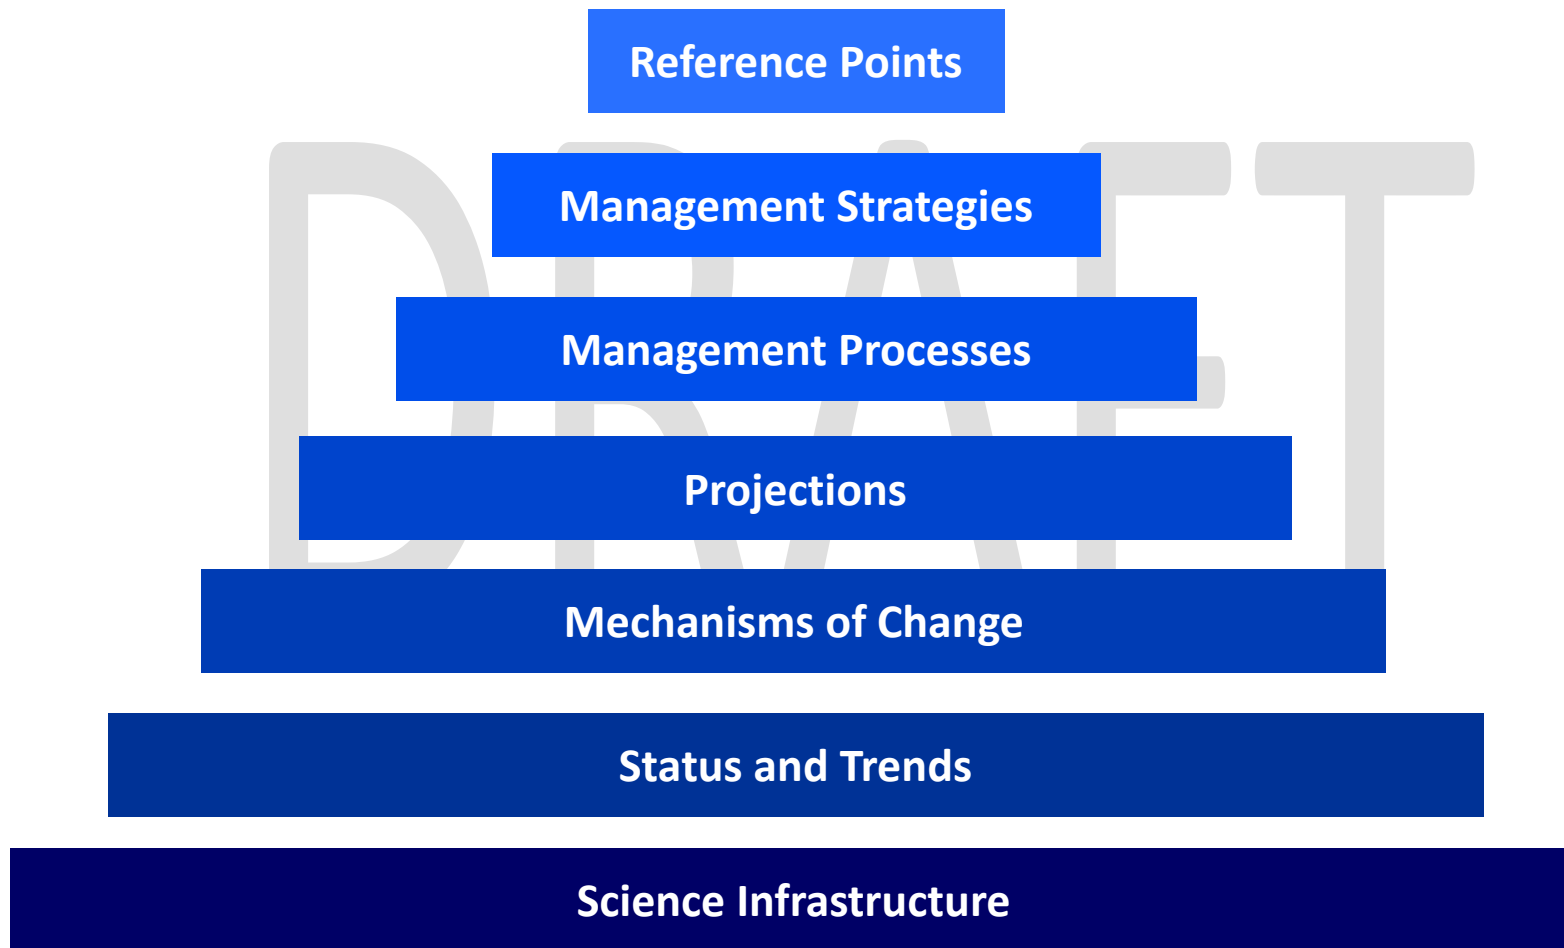 Reference Points
Management Strategies
Management Processes
Projections
Mechanisms of Change
Status and Trends
Science Infrastructure
DRAFT